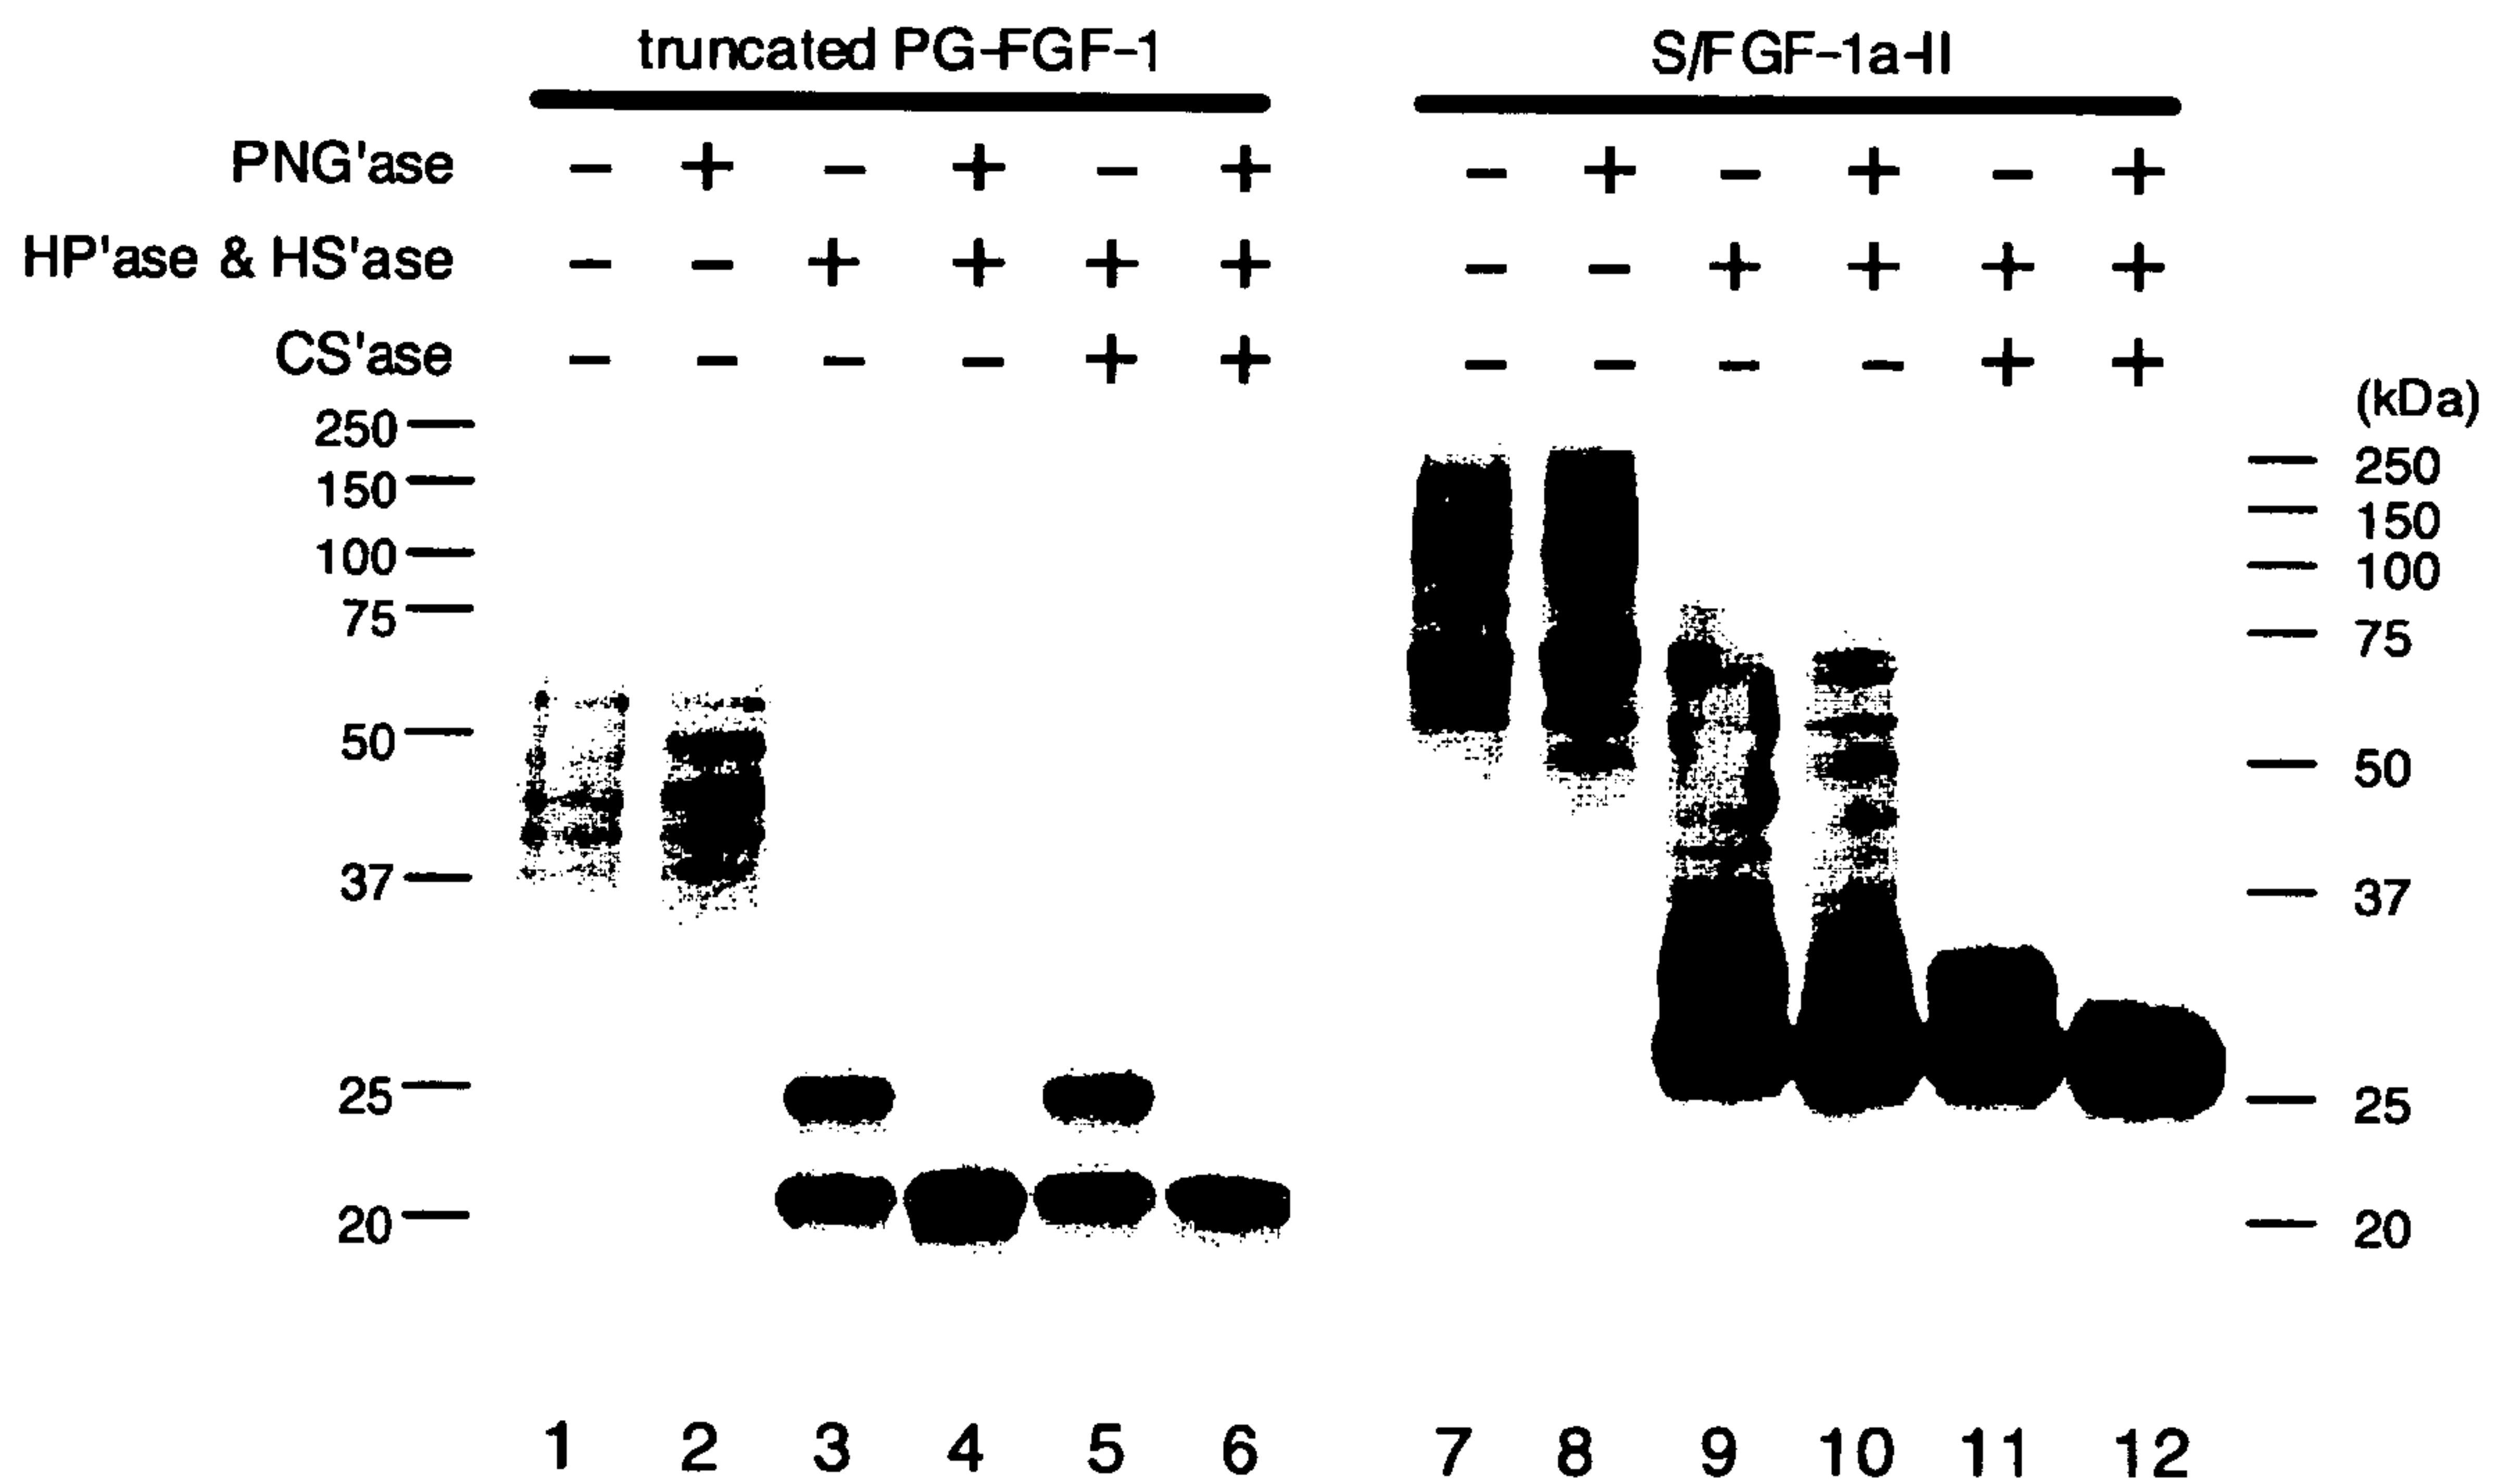 truncated PG-FGF-1 S/FGF-1a-II
PNG'ase − + − + − + − + − + − +
HP'ase & HS'ase − − + + + + − − + + + +
CS'ase − − − − + + − − − − + +
(kDa)
250 250
150 150
100 100
75 75
50 50
37 37
25 25
20 20
1 2 3 4 5 6 7 8 9 10 11 12